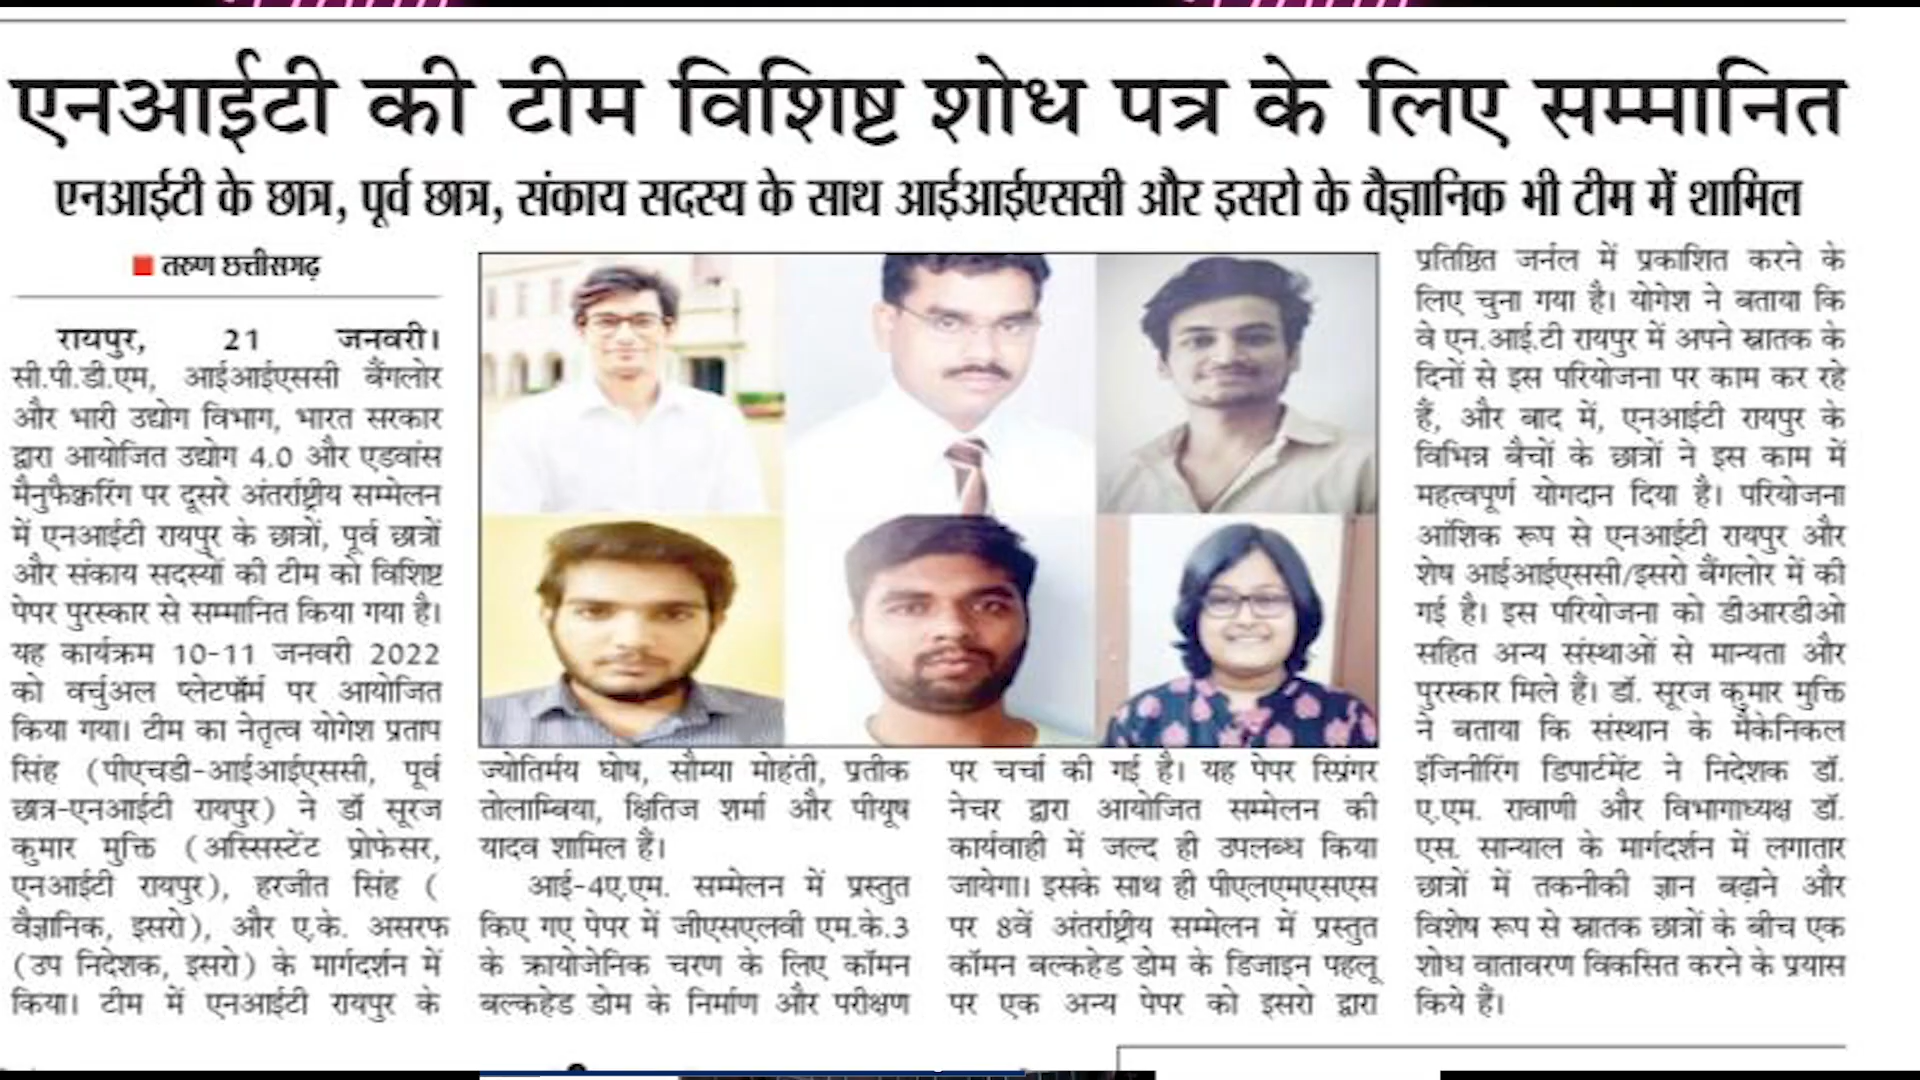 एनआईटी की टीम विशिष्ट शोध पत्र के लिए सम्मानित
एनआईटी के छात्र, पूर्व छात्र, संकाय सदस्य के साथ आईआईएससी और इसरो के वैज्ञानिक भी टीम में शामिल
तरुण छत्तीसगढ़
रायपुर, 21 जनवरी।
सी.पी.डी.एम, आईआईएससी बैंगलोर
और भारी उद्योग विभाग, भारत सरकार
द्वारा आयोजित उद्योग 4.0 और एडवांस
मैनुफैक्चरिंग पर दूसरे अंतर्राष्ट्रीय सम्मेलन
में एनआईटी रायपुर के छात्रों, पूर्व छात्रों
और संकाय सदस्यों की टीम को विशिष्ट
पेपर पुरस्कार से सम्मानित किया गया है।
यह कार्यक्रम 10-11 जनवरी 2022
को वर्चुअल प्लेटफॉर्म पर आयोजित
किया गया। टीम का नेतृत्व योगेश प्रताप
सिंह (पीएचडी-आईआईएससी, पूर्व
छात्र-एनआईटी रायपुर) ने डॉ सूरज
कुमार मुक्ति (अस्सिस्टेंट प्रोफेसर,
एनआईटी रायपुर), हरजीत सिंह (
वैज्ञानिक, इसरो), और ए.के. असरफ
(उप निदेशक, इसरो) के मार्गदर्शन में
किया। टीम में एनआईटी रायपुर के
ज्योतिर्मय घोष, सौम्या मोहंती, प्रतीक
तोलाम्बिया, क्षितिज शर्मा और पीयूष
यादव शामिल हैं।
आई-4ए.एम. सम्मेलन में प्रस्तुत
किए गए पेपर में जीएसएलवी एम.के.3
के क्रायोजेनिक चरण के लिए कॉमन
बल्कहेड डोम के निर्माण और परीक्षण
पर चर्चा की गई है। यह पेपर स्प्रिंगर
नेचर द्वारा आयोजित सम्मेलन की
कार्यवाही में जल्द ही उपलब्ध किया
जायेगा। इसके साथ ही पीएलएमएसएस
पर 8वें अंतर्राष्ट्रीय सम्मेलन में प्रस्तुत
कॉमन बल्कहेड डोम के डिजाइन पहलू
पर एक अन्य पेपर को इसरो द्वारा
प्रतिष्ठित जर्नल में प्रकाशित करने के
लिए चुना गया है। योगेश ने बताया कि
वे एन.आई.टी रायपुर में अपने स्नातक के
दिनों से इस परियोजना पर काम कर रहे
हैं, और बाद में, एनआईटी रायपुर के
विभिन्न बैचों के छात्रों ने इस काम में
महत्वपूर्ण योगदान दिया है। परियोजना
आंशिक रूप से एनआईटी रायपुर और
शेष आईआईएससी/इसरो बैंगलोर में की
गई है। इस परियोजना को डीआरडीओ
सहित अन्य संस्थाओं से मान्यता और
पुरस्कार मिले हैं। डॉ. सूरज कुमार मुक्ति
ने बताया कि संस्थान के मैकेनिकल
इंजिनीरिंग डिपार्टमेंट ने निदेशक डॉ.
ए.एम. रावाणी और विभागाध्यक्ष डॉ.
एस. सान्याल के मार्गदर्शन में लगातार
छात्रों में तकनीकी ज्ञान बढ़ाने और
विशेष रूप से स्नातक छात्रों के बीच एक
शोध वातावरण विकसित करने के प्रयास
किये हैं।